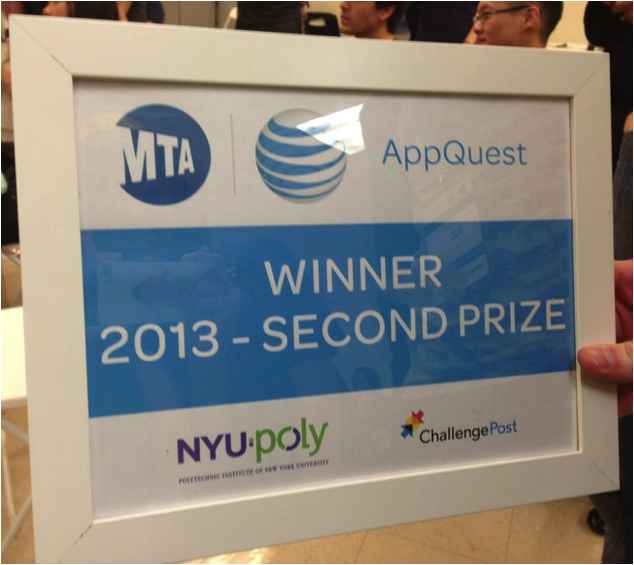 MTA AppQuest
WINNER
2013 - SECOND PRIZE
NYU·poly
POLYTECHNIC INSTITUTE OF NEW YORK UNIVERSITY
ChallengePost